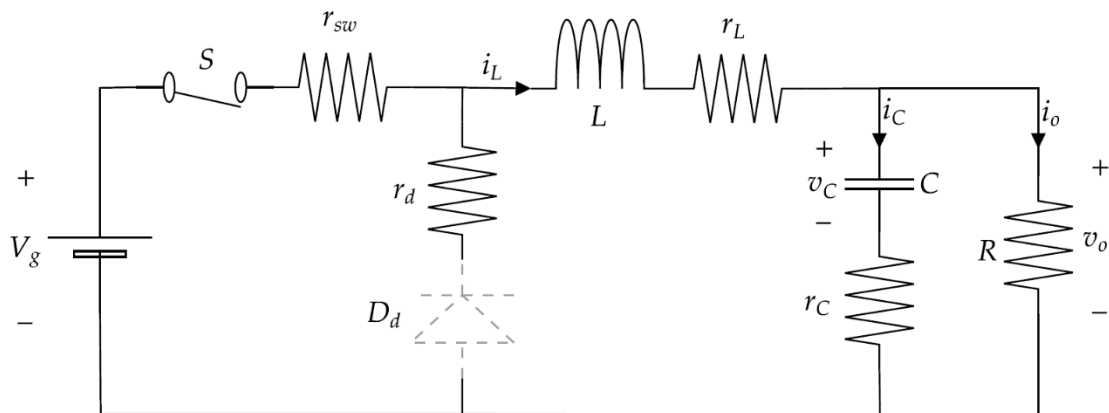 S
r_sw
i_L
L
r_L
i_C
i_o
+
V_g
−
r_d
D_d
+
v_C
−
C
r_C
R
+
v_o
−